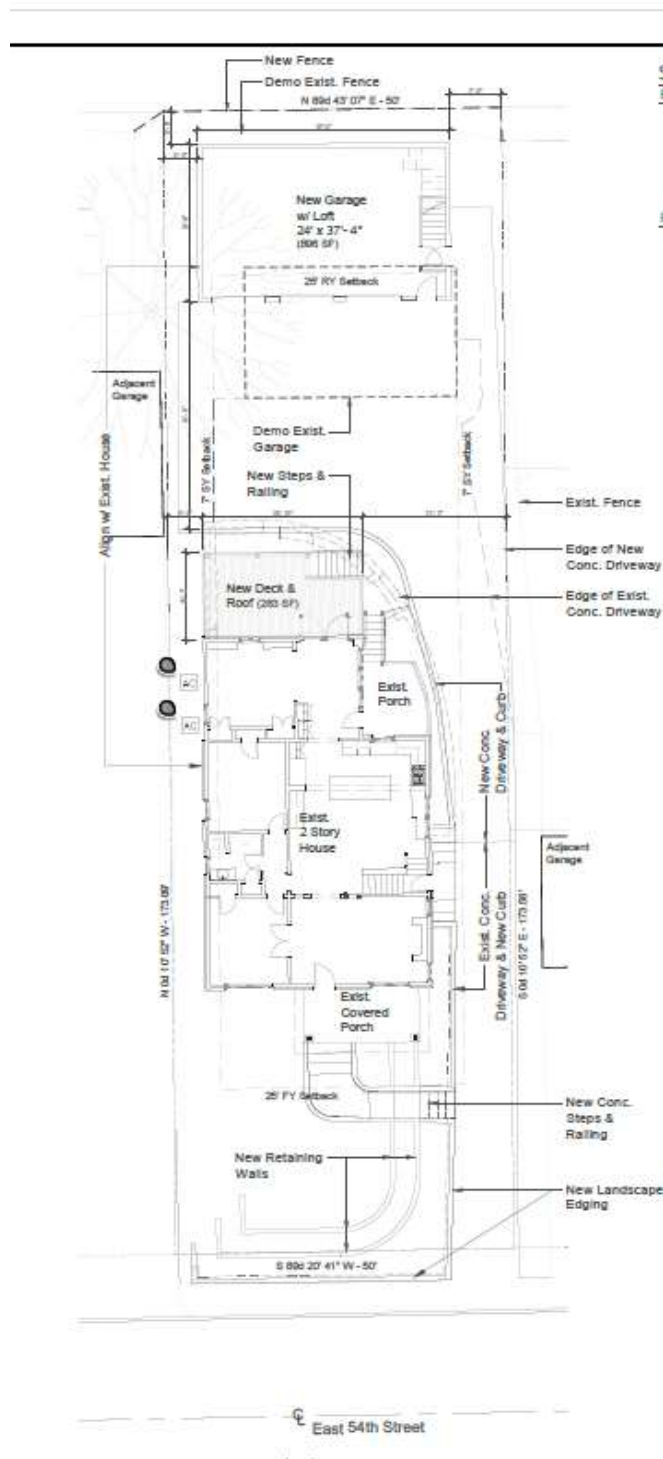 New Fence
Demo Exist. Fence
N 89d 43' 07" E - 50'
New Garage
w/ Loft
24' x 37'- 4"
(896 SF)
25' RY Setback
Adjacent
Garage
Demo Exist.
Garage
7' SY Setback
7' SY Setback
New Steps &
Railing
Align w/ Exist. House
Exist. Fence
Edge of New
Conc. Driveway
New Deck &
Roof (283 SF)
Edge of Exist.
Conc. Driveway
Exist.
Porch
New Conc.
Driveway & Curb
Exist.
2 Story
House
Adjacent
Garage
Exist. Conc.
Driveway & New Curb
Exist.
Covered
Porch
25' FY Setback
New Conc.
Steps &
Railing
New Retaining
Walls
New Landscape
Edging
S 89d 20' 41" W - 50'
East 54th Street